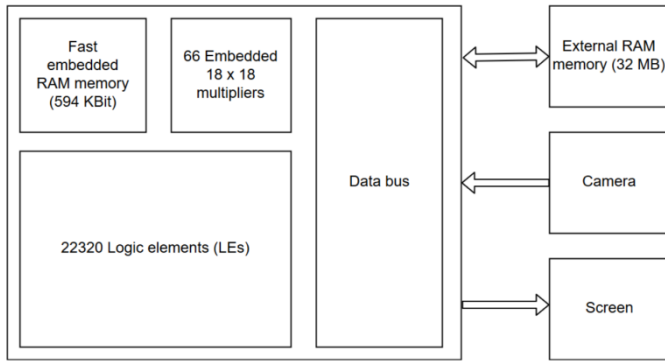 Fast
embedded
RAM memory
(594 KBit)
66 Embedded
18 x 18
multipliers
External RAM
memory (32 MB)
Data bus
Camera
22320 Logic elements (LEs)
Screen